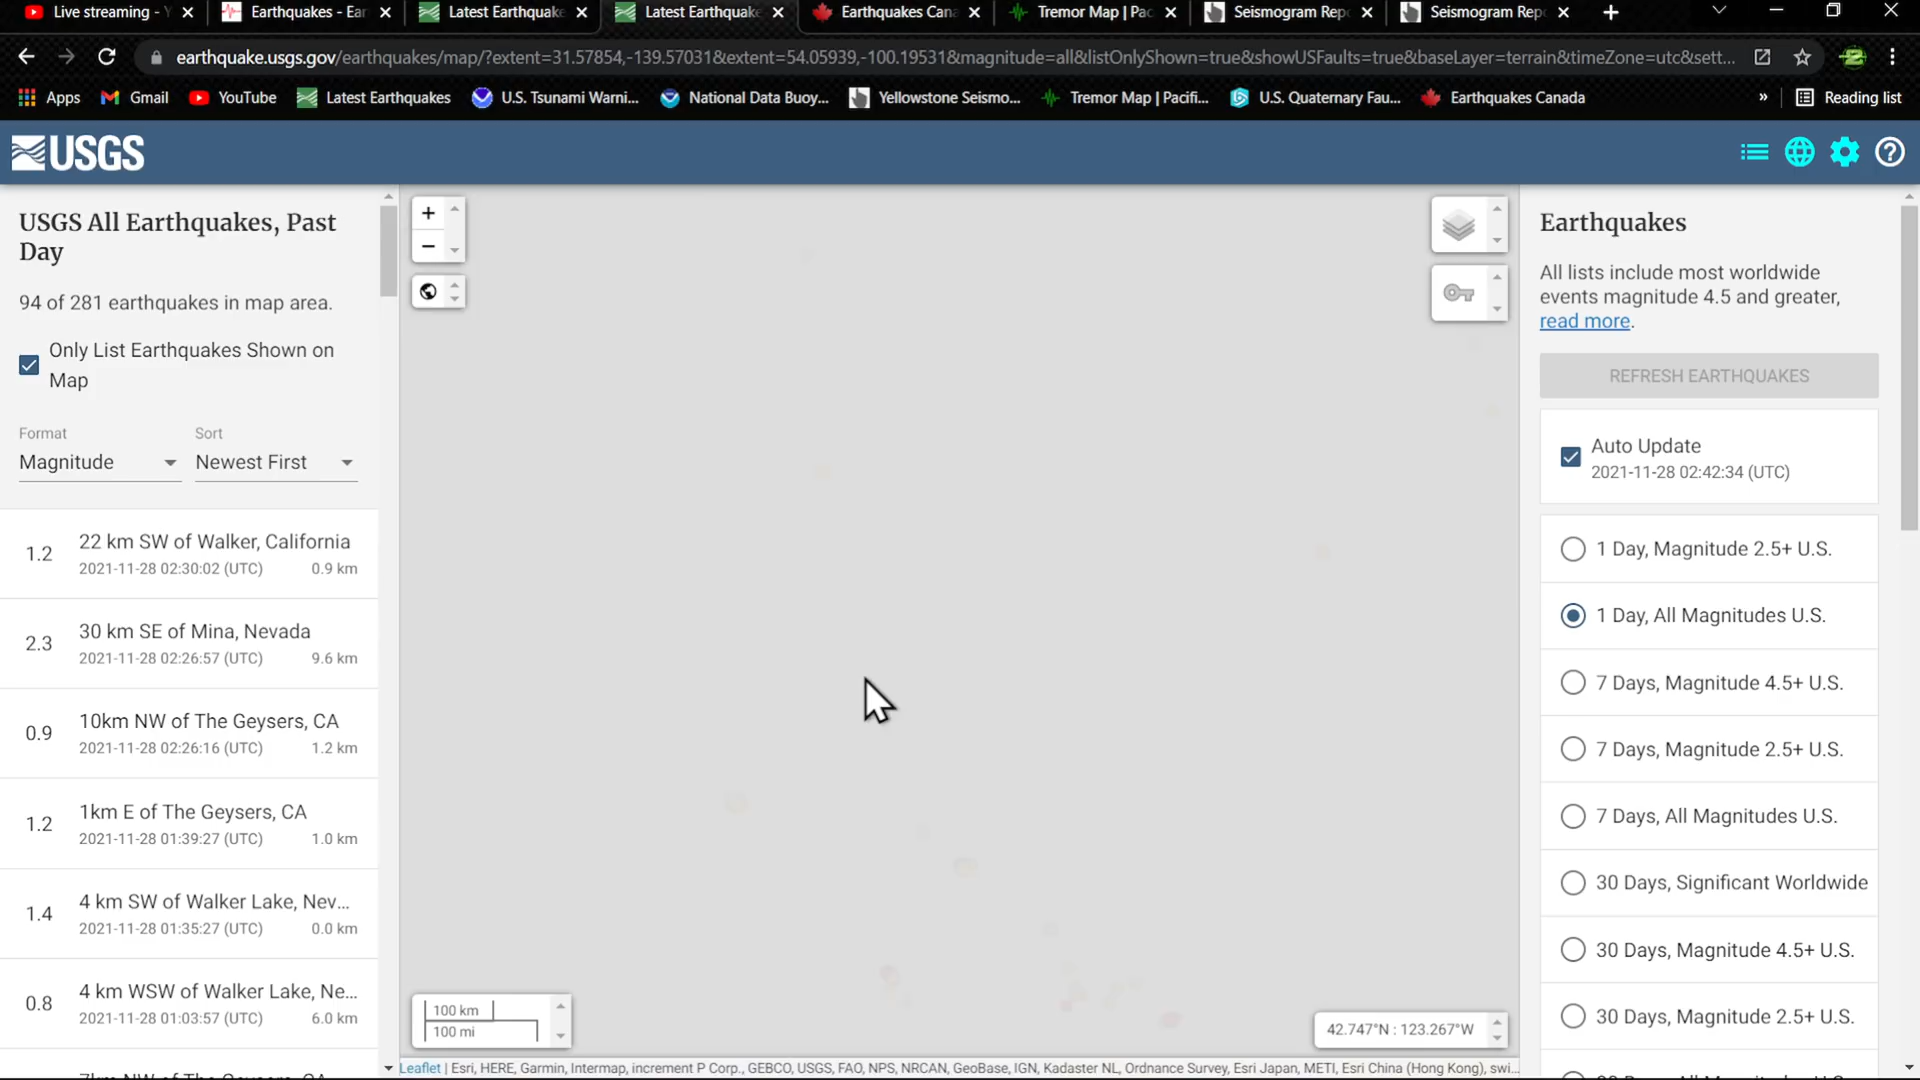 Live streaming -
Earthquakes - Ear
Latest Earthquake
Latest Earthquake
Earthquakes Cana
Tremor Map | Pac
Seismogram Rep
Seismogram Rep
earthquake.usgs.gov/earthquakes/map/?extent=31.57854,-139.57031&extent=54.05939,-100.19531&magnitude=all&listOnlyShown=true&showUSFaults=true&baseLayer=terrain&timeZone=utc&sett...
Apps
Gmail
YouTube
Latest Earthquakes
U.S. Tsunami Warni...
National Data Buoy...
Yellowstone Seismo...
Tremor Map | Pacifi...
U.S. Quaternary Fau...
Earthquakes Canada
»
Reading list
USGS
USGS All Earthquakes, Past
Day
94 of 281 earthquakes in map area.
Only List Earthquakes Shown on
Map
Format
Sort
Magnitude
Newest First
1.2
22 km SW of Walker, California
2021-11-28 02:30:02 (UTC)
0.9 km
2.3
30 km SE of Mina, Nevada
2021-11-28 02:26:57 (UTC)
9.6 km
0.9
10km NW of The Geysers, CA
2021-11-28 02:26:16 (UTC)
1.2 km
1.2
1km E of The Geysers, CA
2021-11-28 01:39:27 (UTC)
1.0 km
1.4
4 km SW of Walker Lake, Nev...
2021-11-28 01:35:27 (UTC)
0.0 km
0.8
4 km WSW of Walker Lake, Ne...
2021-11-28 01:03:57 (UTC)
6.0 km
7km NW of The Geysers, CA
+
−
100 km
100 mi
42.747°N : 123.267°W
Leaflet | Esri, HERE, Garmin, Intermap, increment P Corp., GEBCO, USGS, FAO, NPS, NRCAN, GeoBase, IGN, Kadaster NL, Ordnance Survey, Esri Japan, METI, Esri China (Hong Kong), swi...
Earthquakes
All lists include most worldwide
events magnitude 4.5 and greater,
read more.
REFRESH EARTHQUAKES
Auto Update
2021-11-28 02:42:34 (UTC)
1 Day, Magnitude 2.5+ U.S.
1 Day, All Magnitudes U.S.
7 Days, Magnitude 4.5+ U.S.
7 Days, Magnitude 2.5+ U.S.
7 Days, All Magnitudes U.S.
30 Days, Significant Worldwide
30 Days, Magnitude 4.5+ U.S.
30 Days, Magnitude 2.5+ U.S.